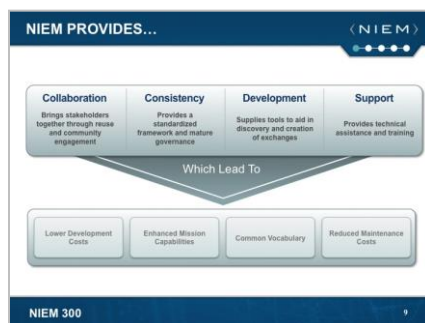 NIEM PROVIDES...
〈NIEM〉
Collaboration
Brings stakeholders
together through reuse
and community
engagement
Consistency
Provides a
standardized
framework and mature
governance
Development
Supplies tools to aid in
discovery and creation
of exchanges
Support
Provides technical
assistance and training
Which Lead To
Lower Development
Costs
Enhanced Mission
Capabilities
Common Vocabulary
Reduced Maintenance
Costs
NIEM 300
9